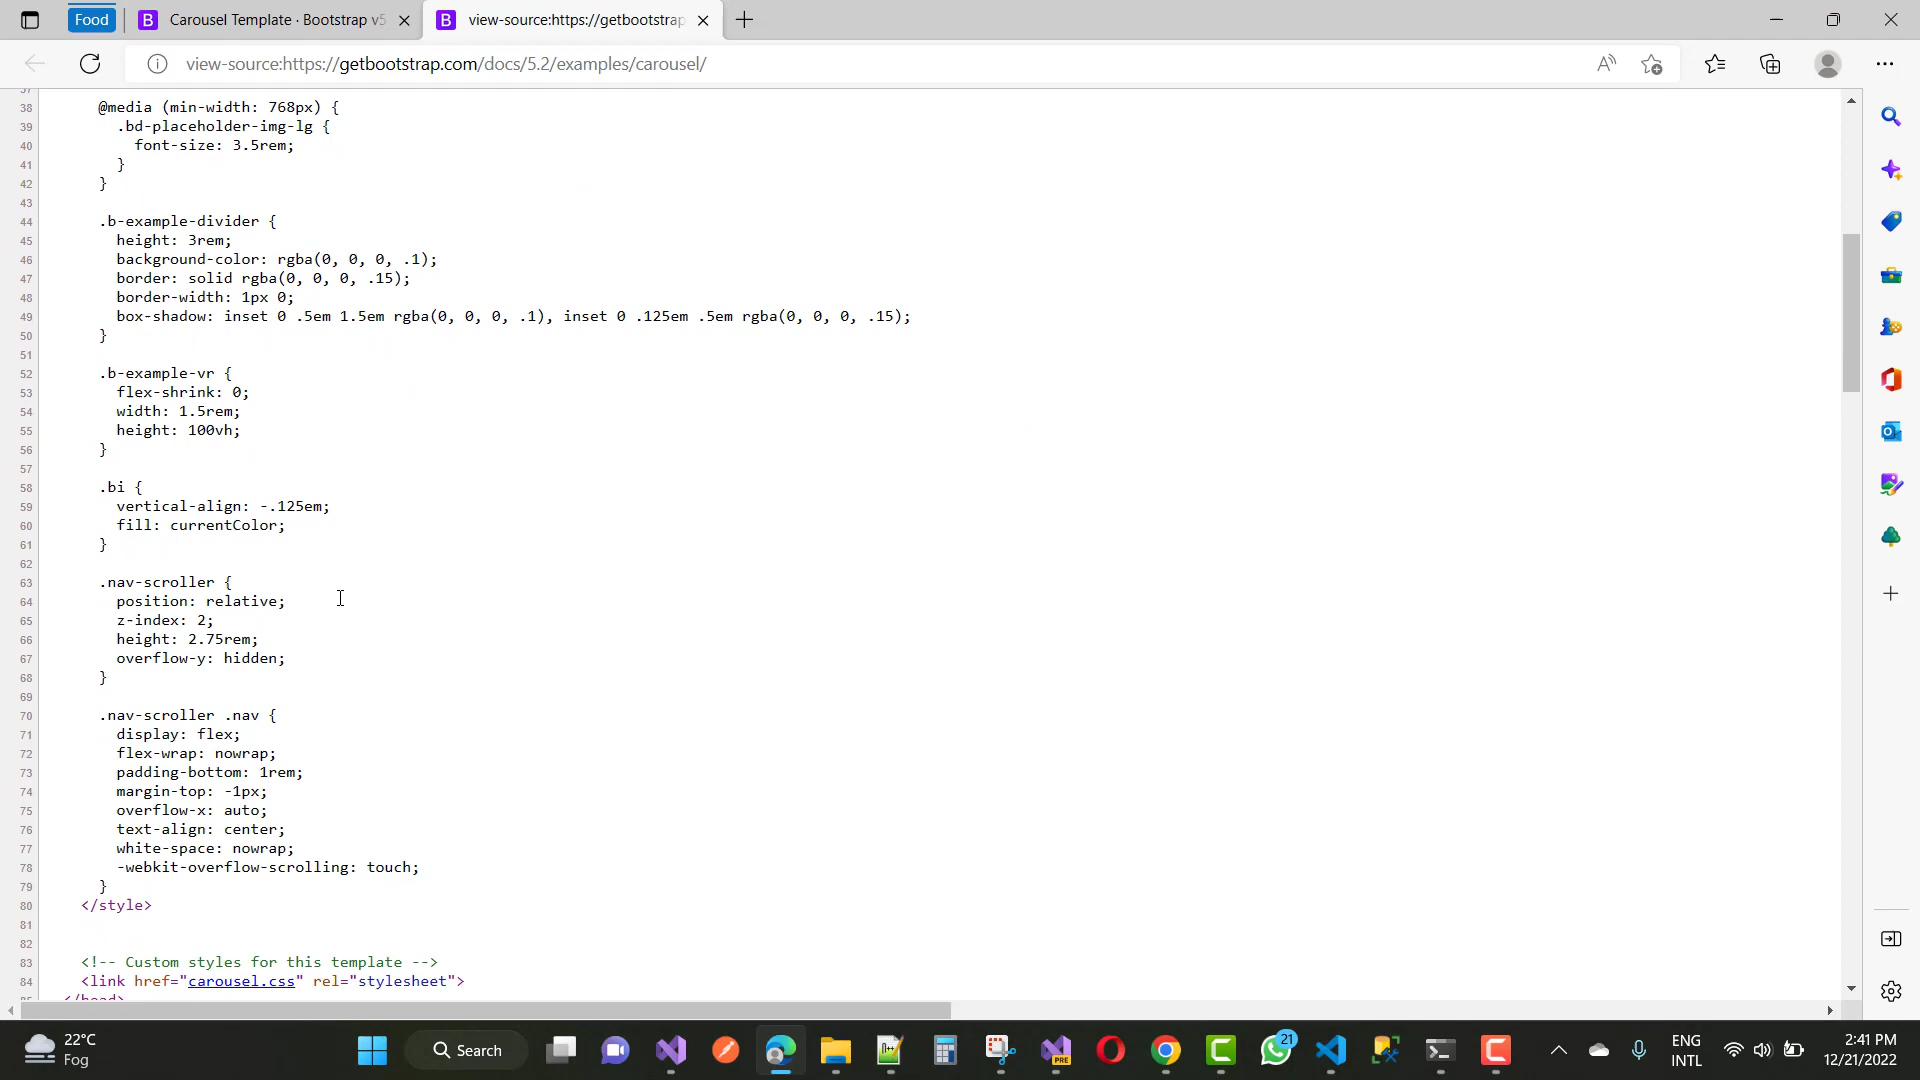 Food
Carousel Template · Bootstrap v5
view-source:https://getbootstrap
view-source:https://getbootstrap.com/docs/5.2/examples/carousel/
37
38 @media (min-width: 768px) {
39 .bd-placeholder-img-lg {
40 font-size: 3.5rem;
41 }
42 }
43
44 .b-example-divider {
45 height: 3rem;
46 background-color: rgba(0, 0, 0, .1);
47 border: solid rgba(0, 0, 0, .15);
48 border-width: 1px 0;
49 box-shadow: inset 0 .5em 1.5em rgba(0, 0, 0, .1), inset 0 .125em .5em rgba(0, 0, 0, .15);
50 }
51
52 .b-example-vr {
53 flex-shrink: 0;
54 width: 1.5rem;
55 height: 100vh;
56 }
57
58 .bi {
59 vertical-align: -.125em;
60 fill: currentColor;
61 }
62
63 .nav-scroller {
64 position: relative;
65 z-index: 2;
66 height: 2.75rem;
67 overflow-y: hidden;
68 }
69
70 .nav-scroller .nav {
71 display: flex;
72 flex-wrap: nowrap;
73 padding-bottom: 1rem;
74 margin-top: -1px;
75 overflow-x: auto;
76 text-align: center;
77 white-space: nowrap;
78 -webkit-overflow-scrolling: touch;
79 }
80 </style>
81
82
83 <!-- Custom styles for this template -->
84 <link href="carousel.css" rel="stylesheet">
85 </head>
22°C
Fog
Search
PRE
21
ENG
INTL
2:41 PM
12/21/2022